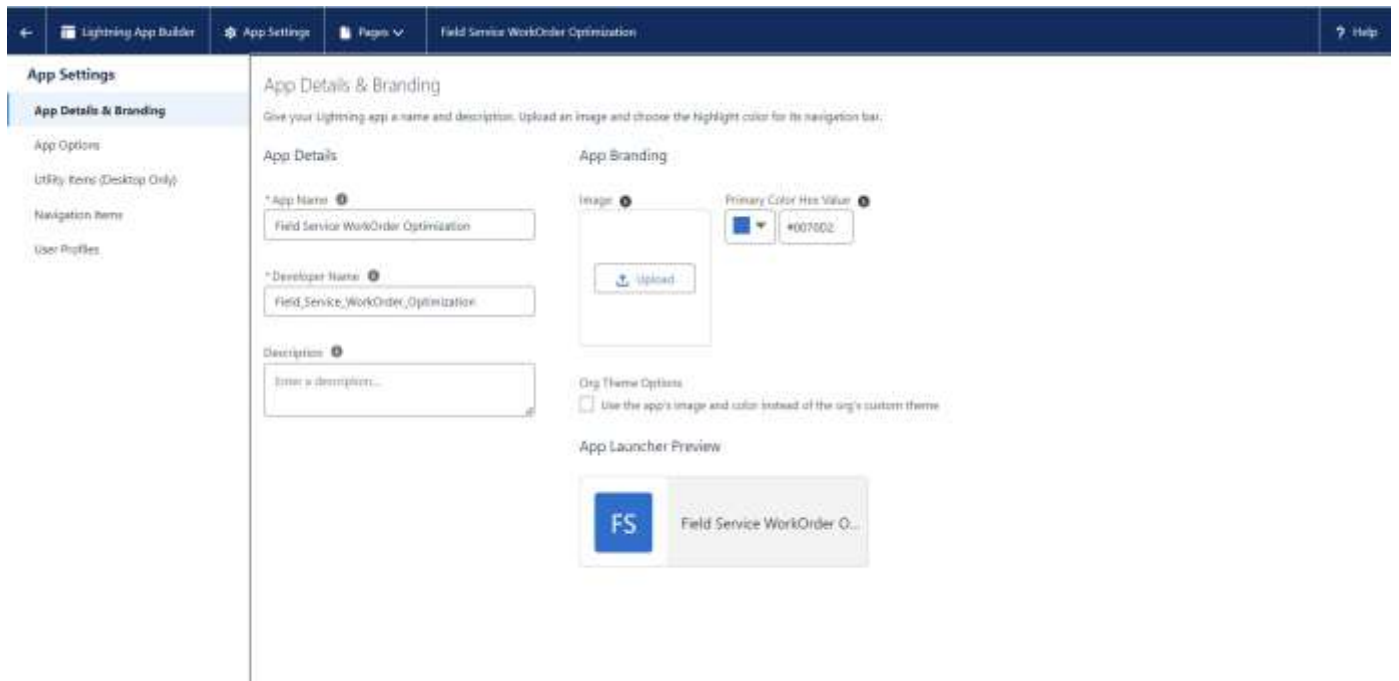 Lightning App Builder
App Settings
Pages
Field Service WorkOrder Optimization
? Help
App Settings
App Details & Branding
App Options
Utility Items (Desktop Only)
Navigation Items
User Profiles
App Details & Branding
Give your Lightning app a name and description. Upload an image and choose the highlight color for its navigation bar.
App Details
* App Name
Field Service WorkOrder Optimization
* Developer Name
Field_Service_WorkOrder_Optimization
Description
Enter a description...
App Branding
Image
Upload
Primary Color Hex Value
#0070D2
Org Theme Options
Use the app's image and color instead of the org's custom theme
App Launcher Preview
FS
Field Service WorkOrder O...